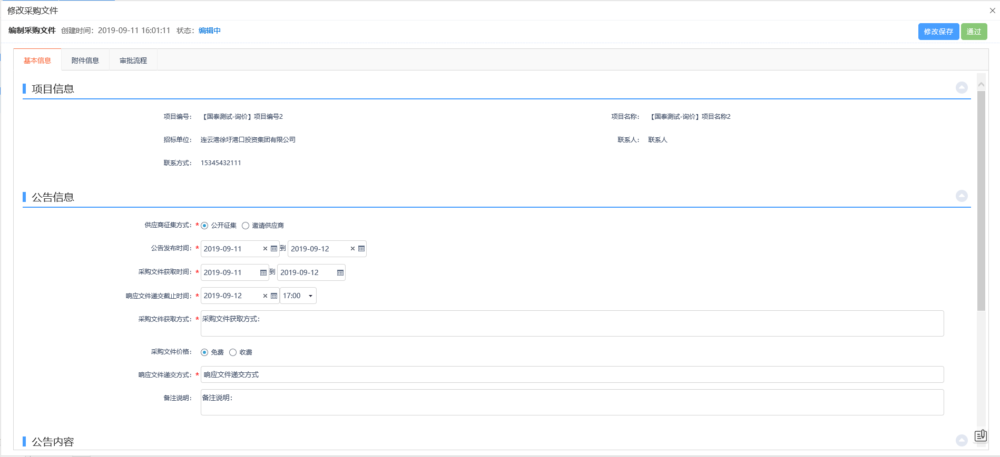 修改采购文件
编制采购文件 创建时间：2019-09-11 16:01:11 状态：编辑中 修改保存 通过
基本信息 附件信息 审批流程
项目信息
项目编号： 【国泰测试-询价】项目编号2 项目名称： 【国泰测试-询价】项目名称2
招标单位： 连云港徐圩港口投资集团有限公司 联系人： 联系人
联系方式： 15345432111
公告信息
供应商征集方式：* 公开征集 邀请供应商
公告发布时间：* 2019-09-11 到 2019-09-12
采购文件获取时间：* 2019-09-11 到 2019-09-12
响应文件递交截止时间：* 2019-09-12 17:00
采购文件获取方式：* 采购文件获取方式：
采购文件价格： 免费 收费
响应文件递交方式：* 响应文件递交方式
备注说明： 备注说明：
公告内容